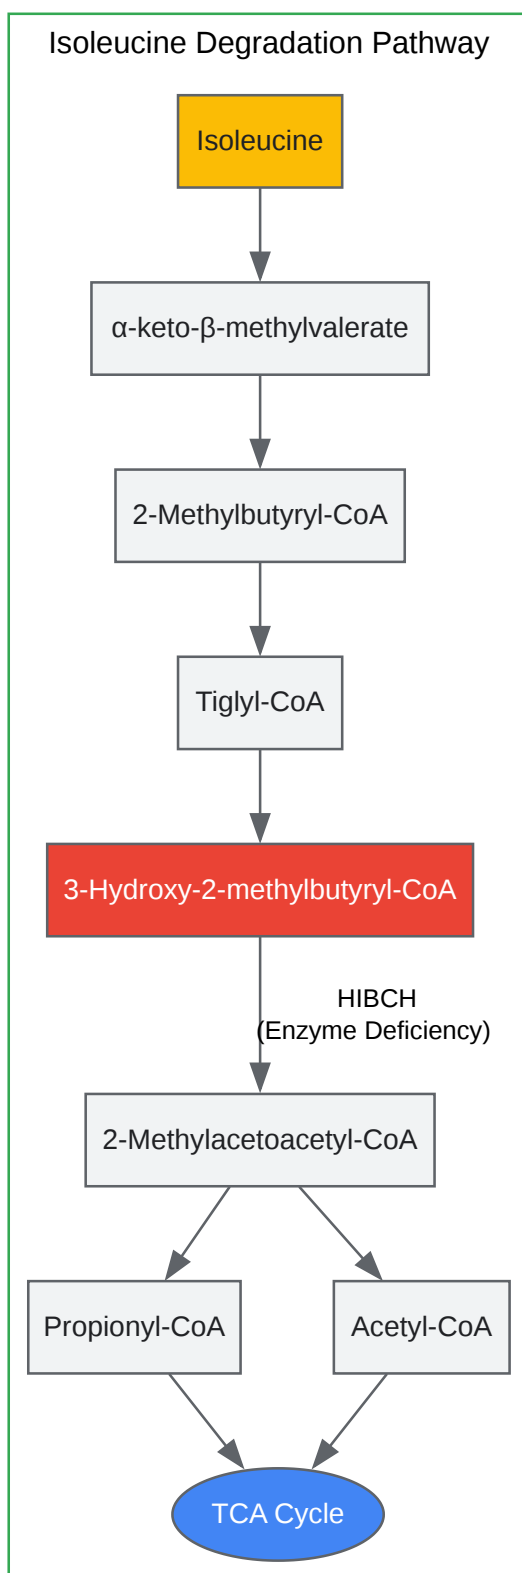 Isoleucine Degradation Pathway
Isoleucine
α-keto-β-methylvalerate
2-Methylbutyryl-CoA
Tiglyl-CoA
3-Hydroxy-2-methylbutyryl-CoA
HIBCH
(Enzyme Deficiency)
2-Methylacetoacetyl-CoA
Propionyl-CoA
Acetyl-CoA
TCA Cycle